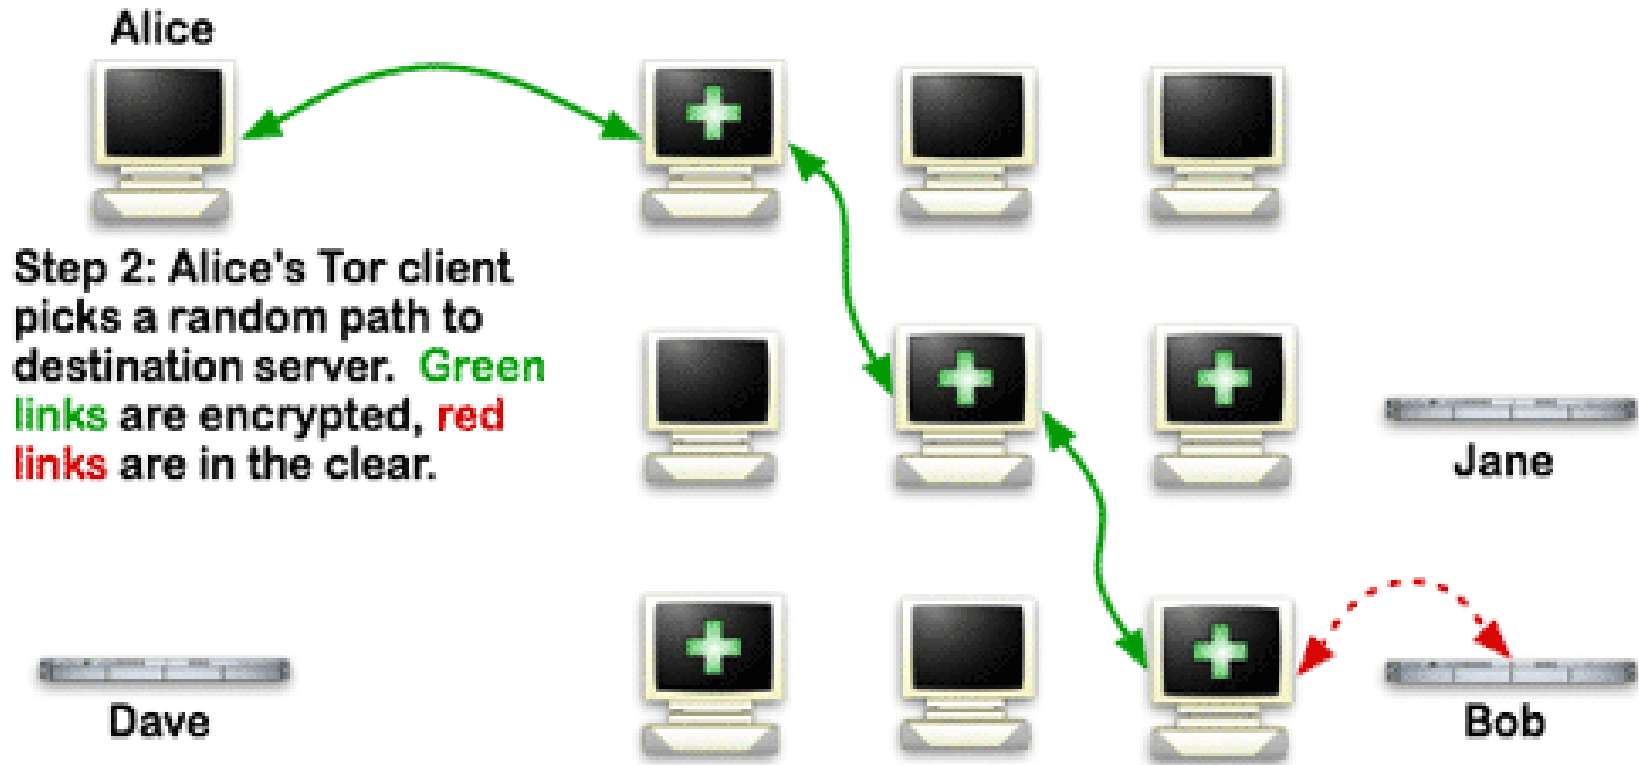 Alice
Step 2: Alice's Tor client
picks a random path to
destination server. Green
links are encrypted, red
links are in the clear.
Jane
Dave
Bob